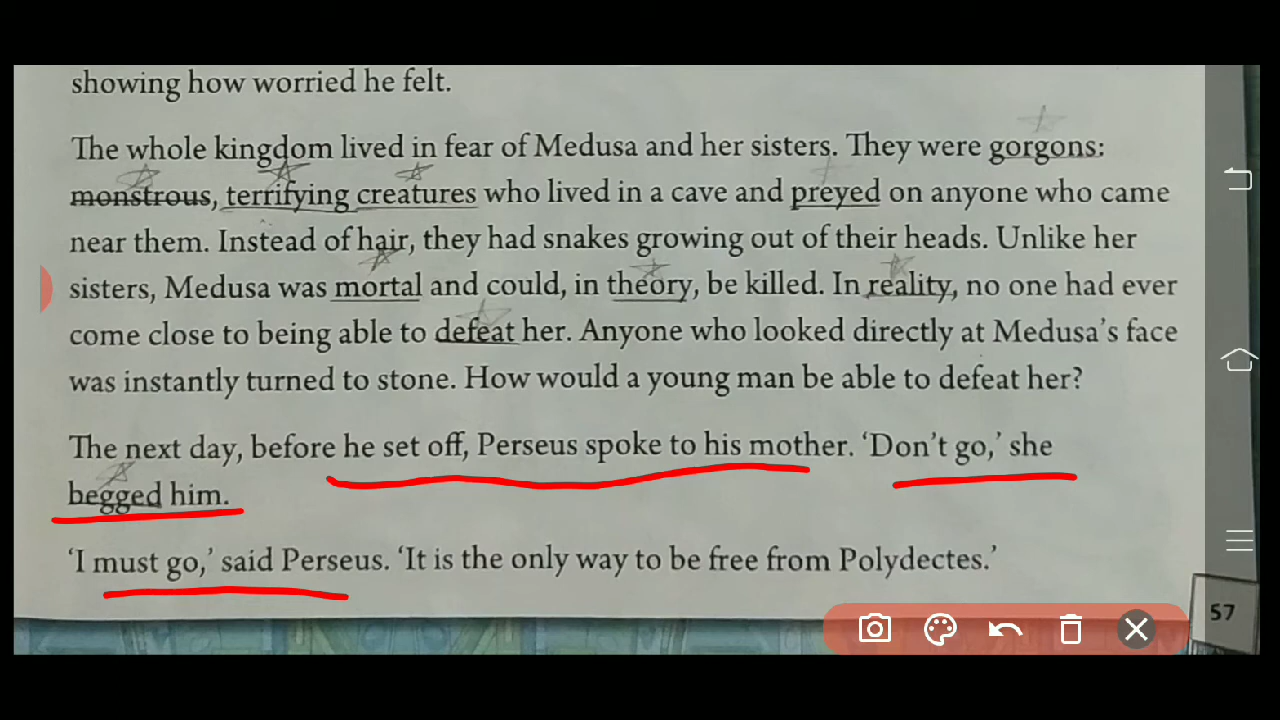 showing how worried he felt.
The whole kingdom lived in fear of Medusa and her sisters. They were gorgons:
monstrous, terrifying creatures who lived in a cave and preyed on anyone who came
near them. Instead of hair, they had snakes growing out of their heads. Unlike her
sisters, Medusa was mortal and could, in theory, be killed. In reality, no one had ever
come close to being able to defeat her. Anyone who looked directly at Medusa's face
was instantly turned to stone. How would a young man be able to defeat her?
The next day, before he set off, Perseus spoke to his mother. 'Don't go,' she
begged him.
'I must go,' said Perseus. 'It is the only way to be free from Polydectes.'
57